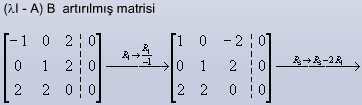 (λI - A) B artırılmış matrisi
[-1 0 2 ¦ 0; 0 1 2 ¦ 0; 2 2 0 ¦ 0] R₁→R₁/-1 [1 0 -2 ¦ 0; 0 1 2 ¦ 0; 2 2 0 ¦ 0] R₃→R₃-2R₁